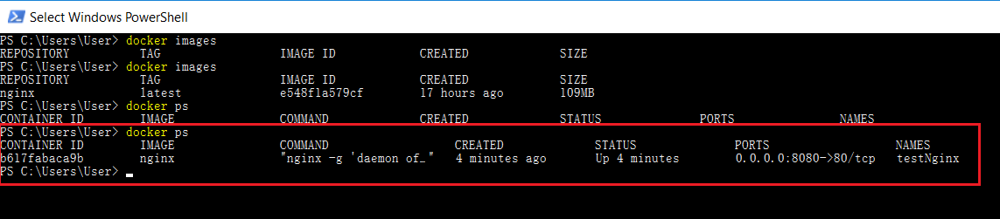 Select Windows PowerShell
PS C:\Users\User> docker images
REPOSITORY TAG IMAGE ID CREATED SIZE
PS C:\Users\User> docker images
REPOSITORY TAG IMAGE ID CREATED SIZE
nginx latest e548f1a579cf 17 hours ago 109MB
PS C:\Users\User> docker ps
CONTAINER ID IMAGE COMMAND CREATED STATUS PORTS NAMES
PS C:\Users\User> docker ps
CONTAINER ID IMAGE COMMAND CREATED STATUS PORTS NAMES
b617fabaca9b nginx "nginx -g 'daemon of…" 4 minutes ago Up 4 minutes 0.0.0.0:8080->80/tcp testNginx
PS C:\Users\User>